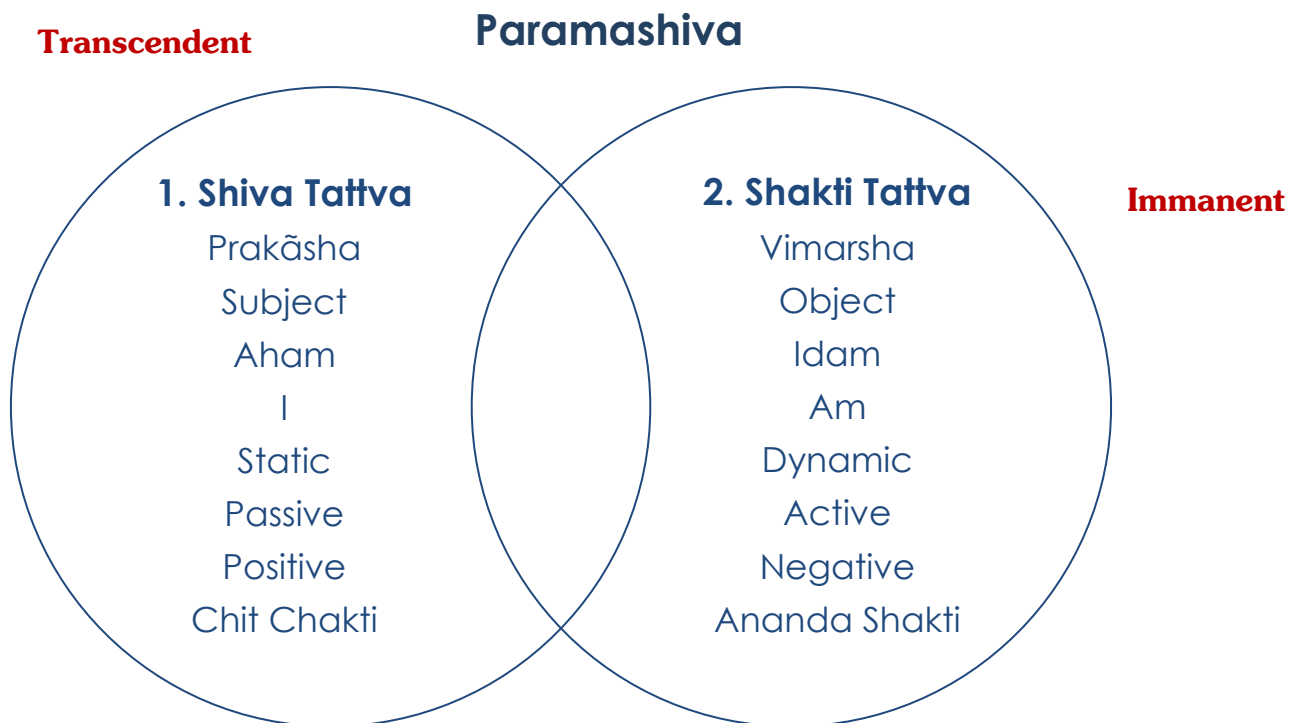 Transcendent
Paramashiva
1. Shiva Tattva
Prakãsha
Subject
Aham
I
Static
Passive
Positive
Chit Chakti
2. Shakti Tattva
Vimarsha
Object
Idam
Am
Dynamic
Active
Negative
Ananda Shakti
Immanent